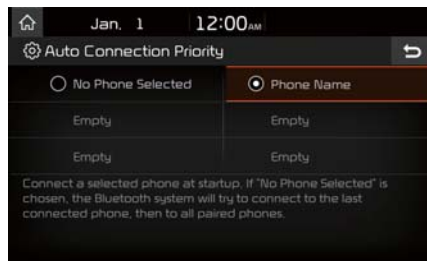 Jan. 1 12:00 AM
Auto Connection Priority
No Phone Selected Phone Name
Empty Empty
Empty Empty
Connect a selected phone at startup. If "No Phone Selected" is
chosen, the Bluetooth system will try to connect to the last
connected phone, then to all paired phones.